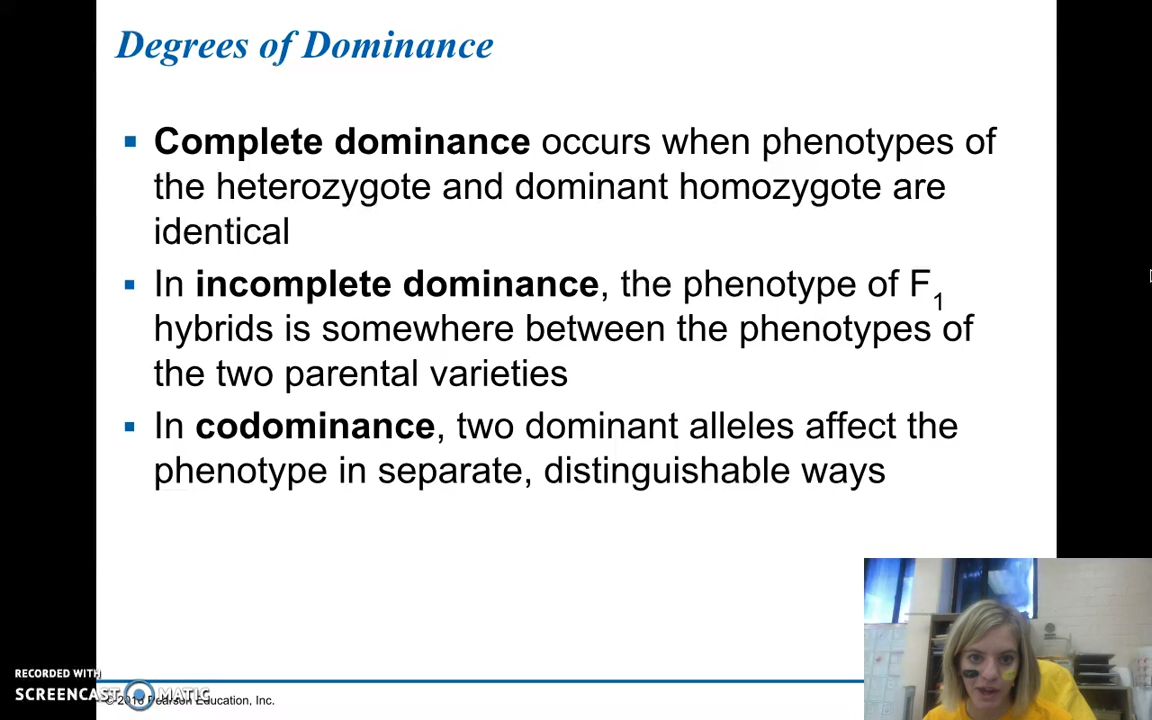 Degrees of Dominance
▪ Complete dominance occurs when phenotypes of
the heterozygote and dominant homozygote are
identical
▪ In incomplete dominance, the phenotype of F1
hybrids is somewhere between the phenotypes of
the two parental varieties
▪ In codominance, two dominant alleles affect the
phenotype in separate, distinguishable ways
RECORDED WITH
SCREENCAST MATIC
Pearson Education, Inc.